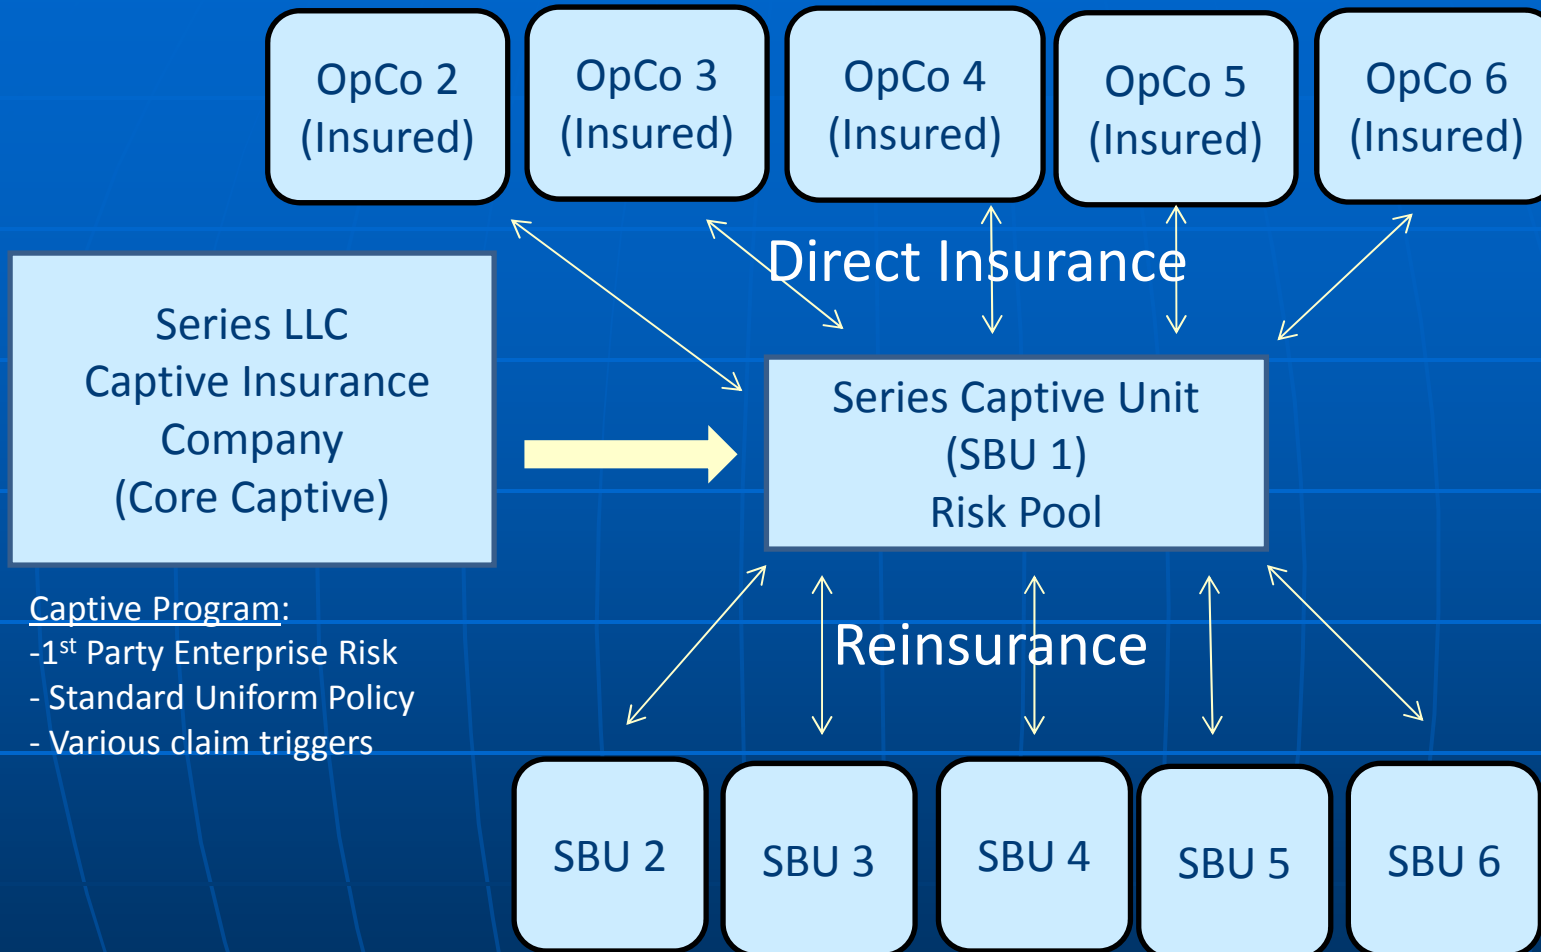 OpCo 2
(Insured)
OpCo 3
(Insured)
OpCo 4
(Insured)
OpCo 5
(Insured)
OpCo 6
(Insured)
Direct Insurance
Series LLC
Captive Insurance
Company
(Core Captive)
Series Captive Unit
(SBU 1)
Risk Pool
Captive Program:
-1st Party Enterprise Risk
- Standard Uniform Policy
- Various claim triggers
Reinsurance
SBU 2
SBU 3
SBU 4
SBU 5
SBU 6